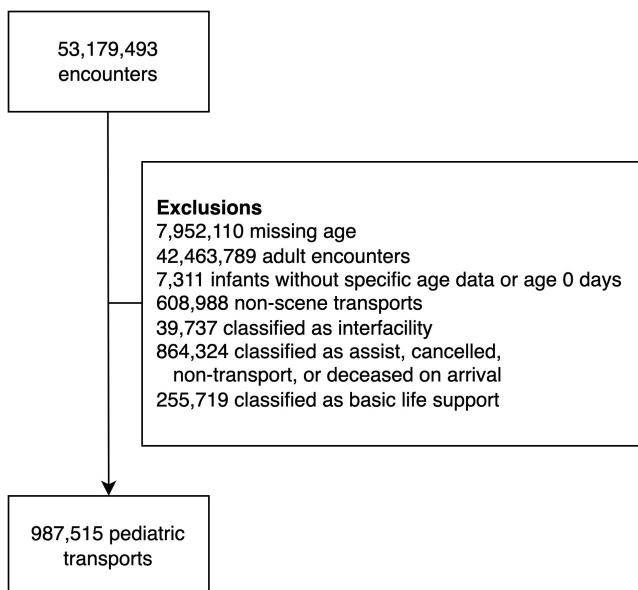 53,179,493
encounters
Exclusions
7,952,110 missing age
42,463,789 adult encounters
7,311 infants without specific age data or age 0 days
608,988 non-scene transports
39,737 classified as interfacility
864,324 classified as assist, cancelled,
non-transport, or deceased on arrival
255,719 classified as basic life support
987,515 pediatric
transports